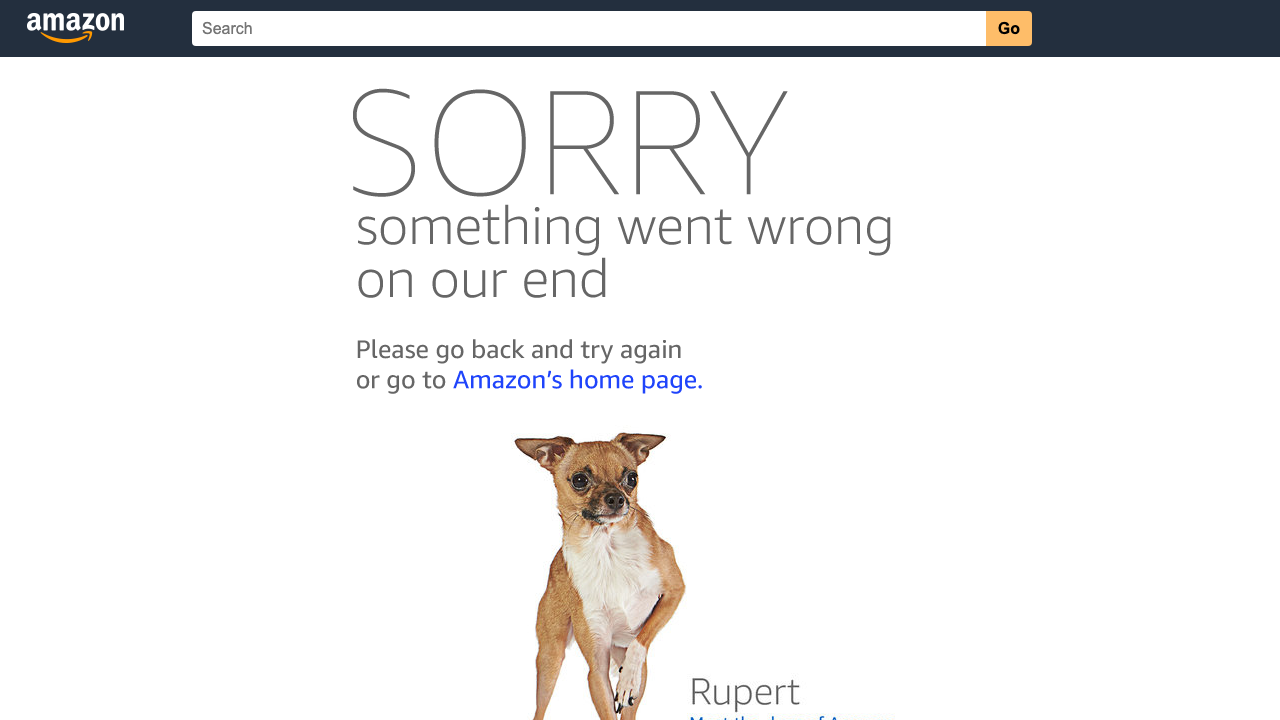 amazon
Search
Go
SORRY
something went wrong
on our end
Please go back and try again
or go to Amazon's home page.
Rupert